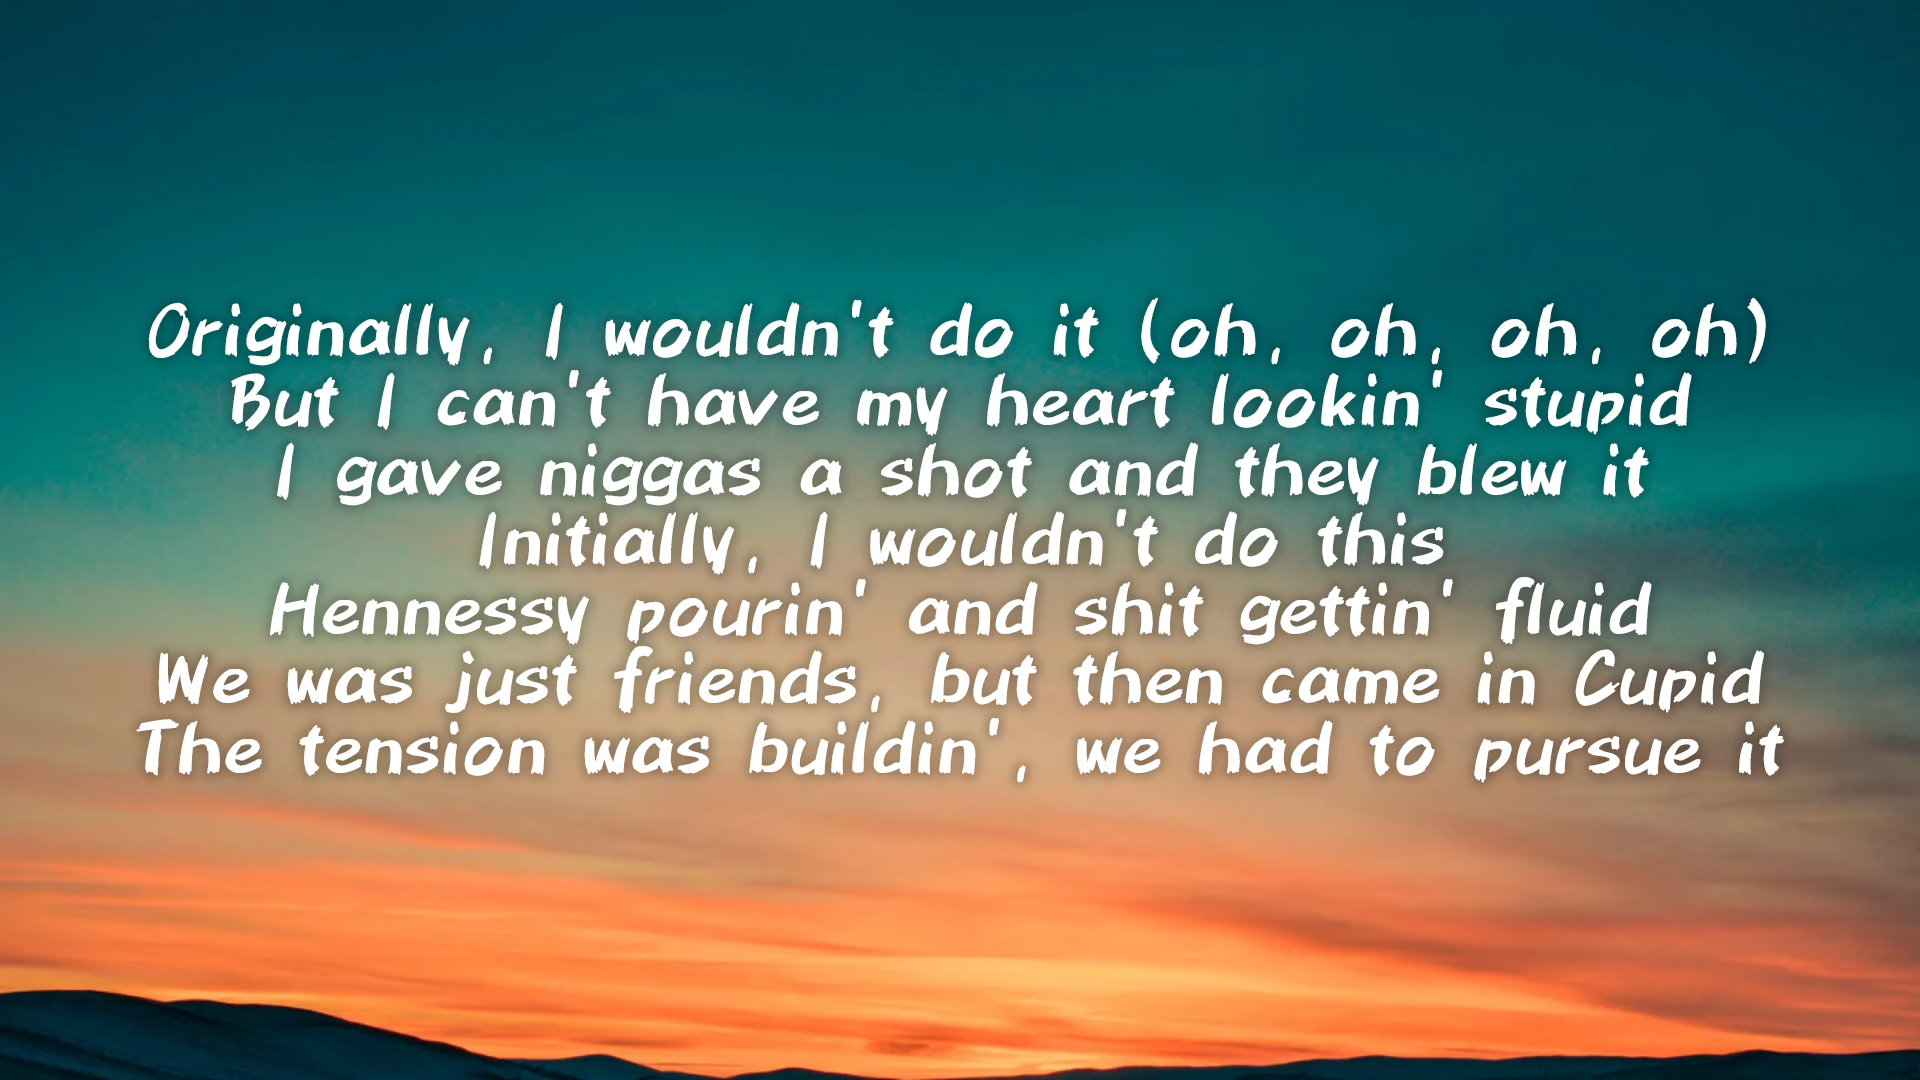 Originally, I wouldn't do it (oh, oh, oh, oh)
But I can't have my heart lookin' stupid
I gave niggas a shot and they blew it
Initially, I wouldn't do this
Hennessy pourin' and shit gettin' fluid
We was just friends, but then came in Cupid
The tension was buildin', we had to pursue it